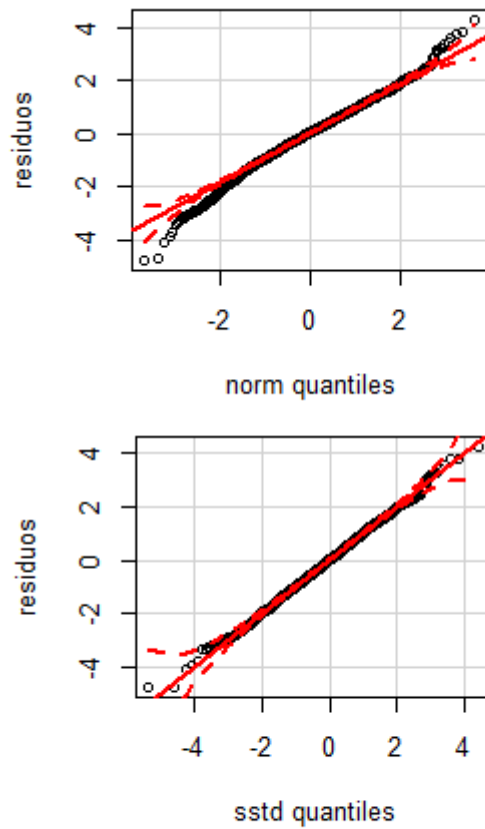 4
2
0
-2
-4
residuos
-2 0 2
norm quantiles
4
2
0
-2
-4
residuos
-4 -2 0 2 4
sstd quantiles